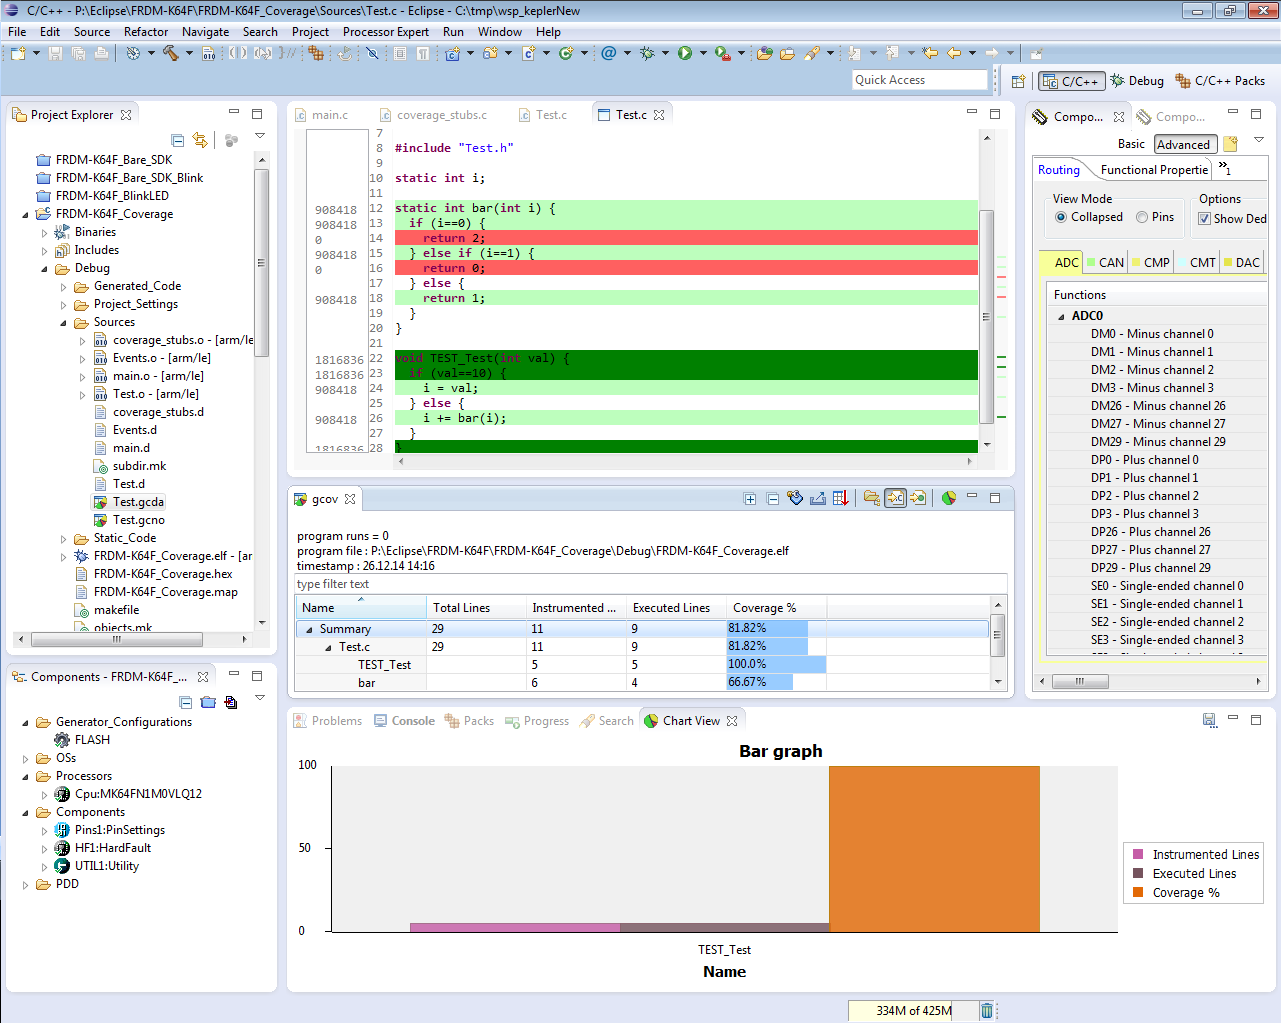 C/C++ - P:\Eclipse\FRDM-K64F\FRDM-K64F_Coverage\Sources\Test.c - Eclipse - C:\tmp\wsp_keplerNew
File Edit Source Refactor Navigate Search Project Processor Expert Run Window Help
Quick Access
C/C++ Debug C/C++ Packs
Project Explorer
FRDM-K64F_Bare_SDK
FRDM-K64F_Bare_SDK_Blink
FRDM-K64F_BlinkLED
FRDM-K64F_Coverage
Binaries
Includes
Debug
Generated_Code
Project_Settings
Sources
coverage_stubs.o - [arm/le
Events.o - [arm/le]
main.o - [arm/le]
Test.o - [arm/le]
coverage_stubs.d
Events.d
main.d
subdir.mk
Test.d
Test.gcda
Test.gcno
Static_Code
FRDM-K64F_Coverage.elf - [ar
FRDM-K64F_Coverage.hex
FRDM-K64F_Coverage.map
makefile
objects.mk
Components - FRDM-K64F_...
Generator_Configurations
FLASH
OSs
Processors
Cpu:MK64FN1M0VLQ12
Components
Pins1:PinSettings
HF1:HardFault
UTIL1:Utility
PDD
main.c coverage_stubs.c Test.c Test.c
7
8 #include "Test.h"
9
10 static int i;
11
908418 12 static int bar(int i) {
908418 13 if (i==0) {
0 14 return 2;
908418 15 } else if (i==1) {
0 16 return 0;
17 } else {
908418 18 return 1;
19 }
20 }
21
1816836 22 void TEST_Test(int val) {
1816836 23 if (val==10) {
908418 24 i = val;
25 } else {
908418 26 i += bar(i);
27 }
1816836 28 }
gcov
program runs = 0
program file : P:\Eclipse\FRDM-K64F\FRDM-K64F_Coverage\Debug\FRDM-K64F_Coverage.elf
timestamp : 26.12.14 14:16
type filter text
Name Total Lines Instrumented ... Executed Lines Coverage %
Summary 29 11 9 81.82%
Test.c 29 11 9 81.82%
TEST_Test 5 5 100.0%
bar 6 4 66.67%
Problems Console Packs Progress Search Chart View
Bar graph
100
50
0
TEST_Test
Name
Instrumented Lines
Executed Lines
Coverage %
Compo... Compo...
Basic Advanced
Routing Functional Propertie »1
View Mode Options
Collapsed Pins Show Ded
ADC CAN CMP CMT DAC
Functions
ADC0
DM0 - Minus channel 0
DM1 - Minus channel 1
DM2 - Minus channel 2
DM3 - Minus channel 3
DM26 - Minus channel 26
DM27 - Minus channel 27
DM29 - Minus channel 29
DP0 - Plus channel 0
DP1 - Plus channel 1
DP2 - Plus channel 2
DP3 - Plus channel 3
DP26 - Plus channel 26
DP27 - Plus channel 27
DP29 - Plus channel 29
SE0 - Single-ended channel 0
SE1 - Single-ended channel 1
SE2 - Single-ended channel 2
SE3 - Single-ended channel 3
334M of 425M